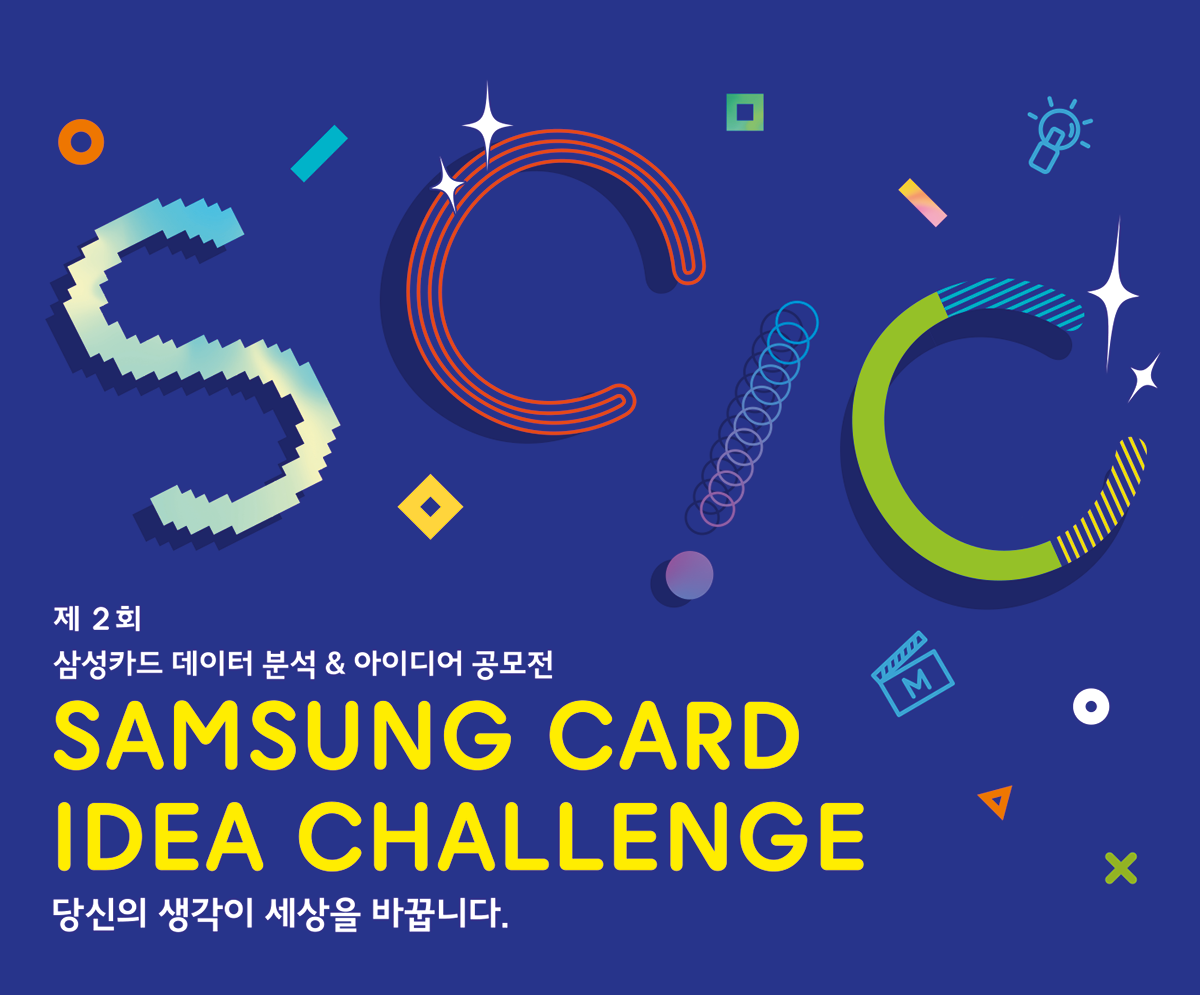 SCIC
제 2회
삼성카드 데이터 분석 & 아이디어 공모전
SAMSUNG CARD
IDEA CHALLENGE
당신의 생각이 세상을 바꿉니다.
M